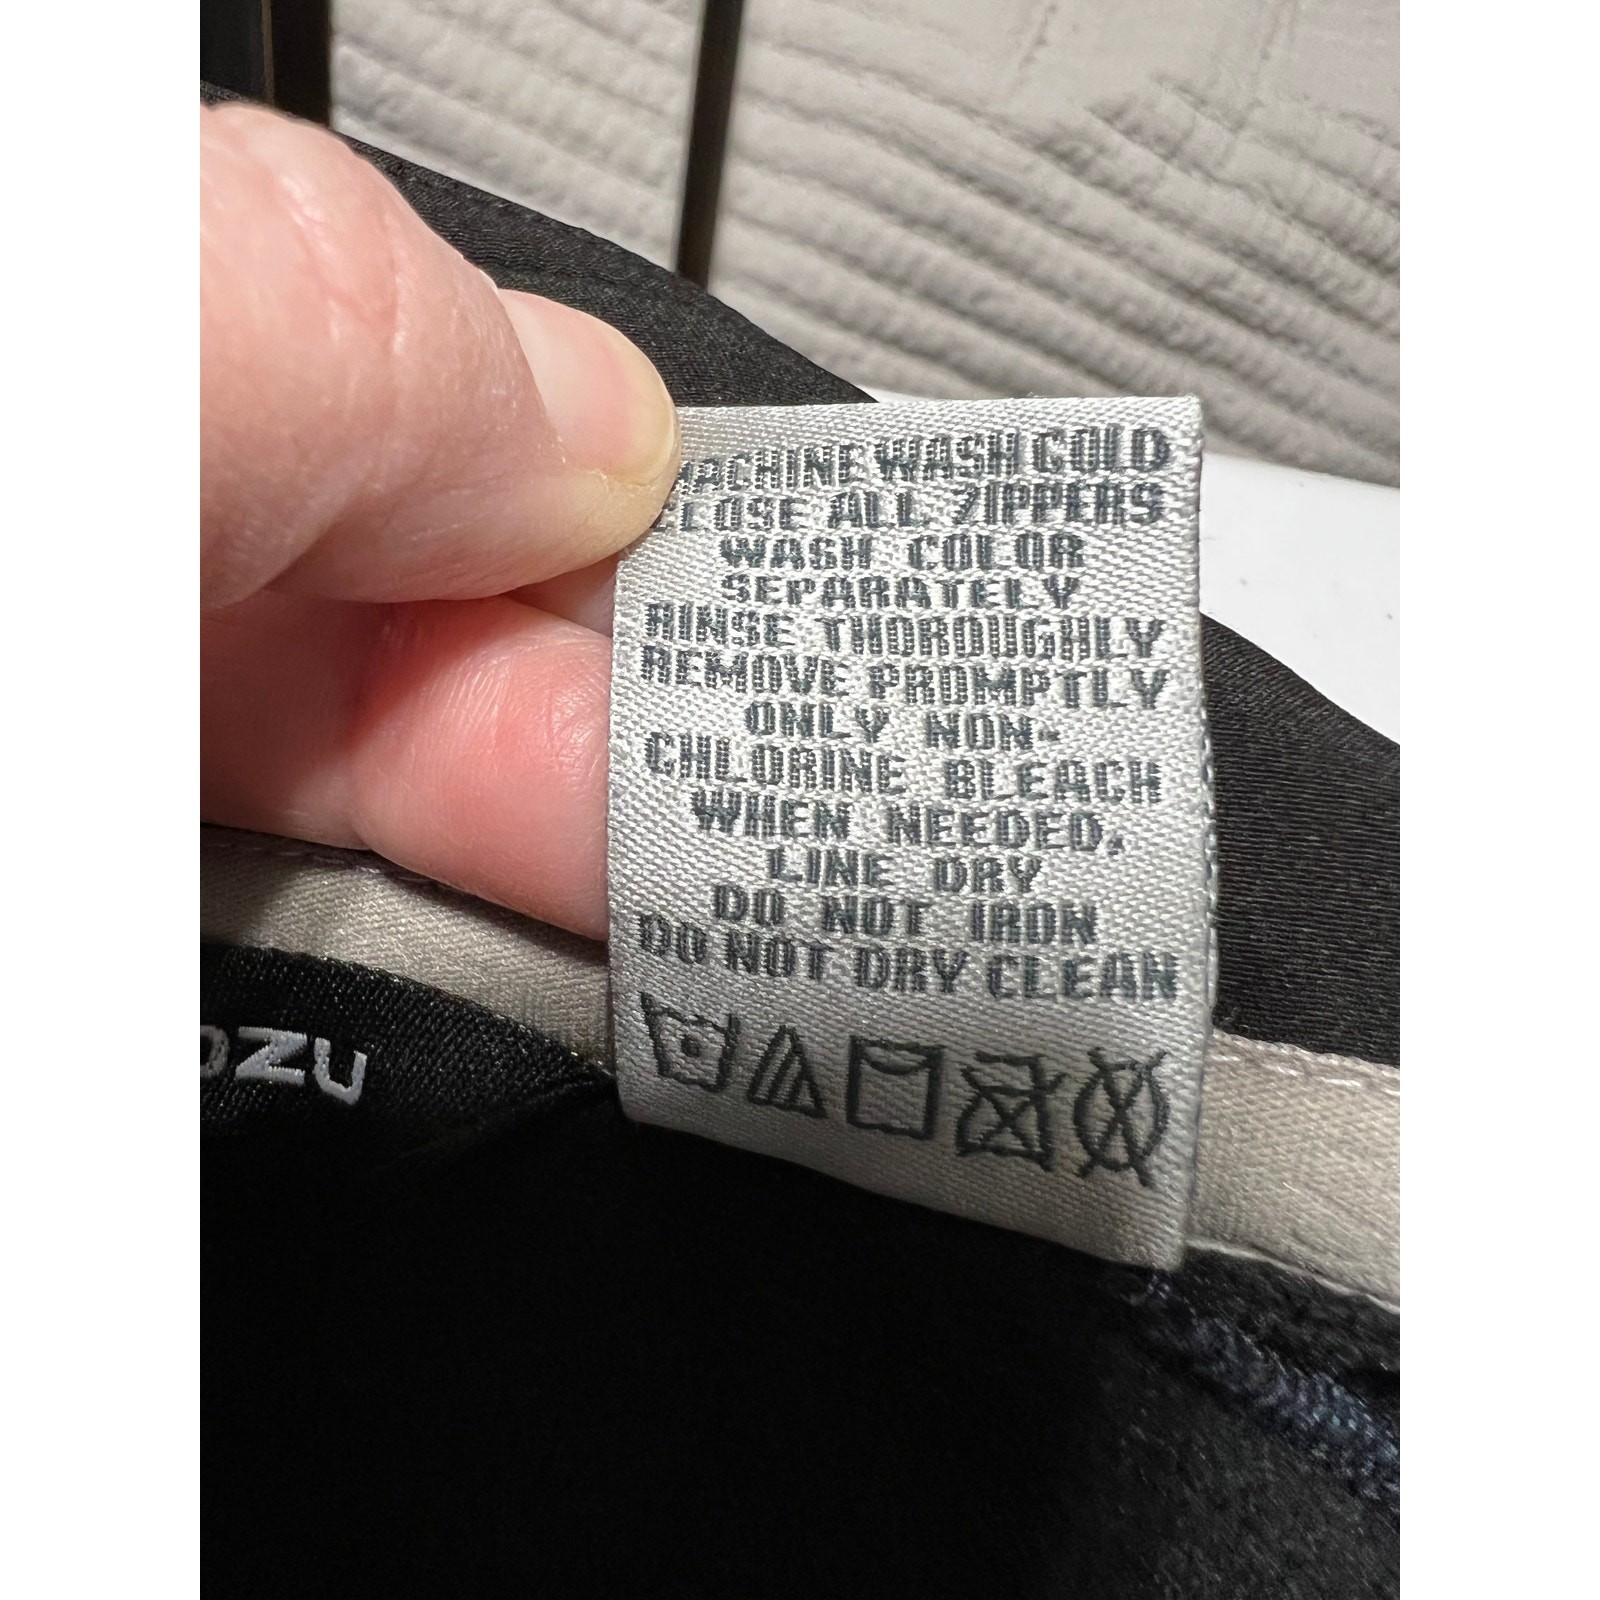 MACHINE WASH COLD
CLOSE ALL ZIPPERS
WASH COLOR
SEPARATELY
RINSE THOROUGHLY
REMOVE PROMPTLY
ONLY NON-
CHLORINE BLEACH
WHEN NEEDED,
LINE DRY
DO NOT IRON
DO NOT DRY CLEAN